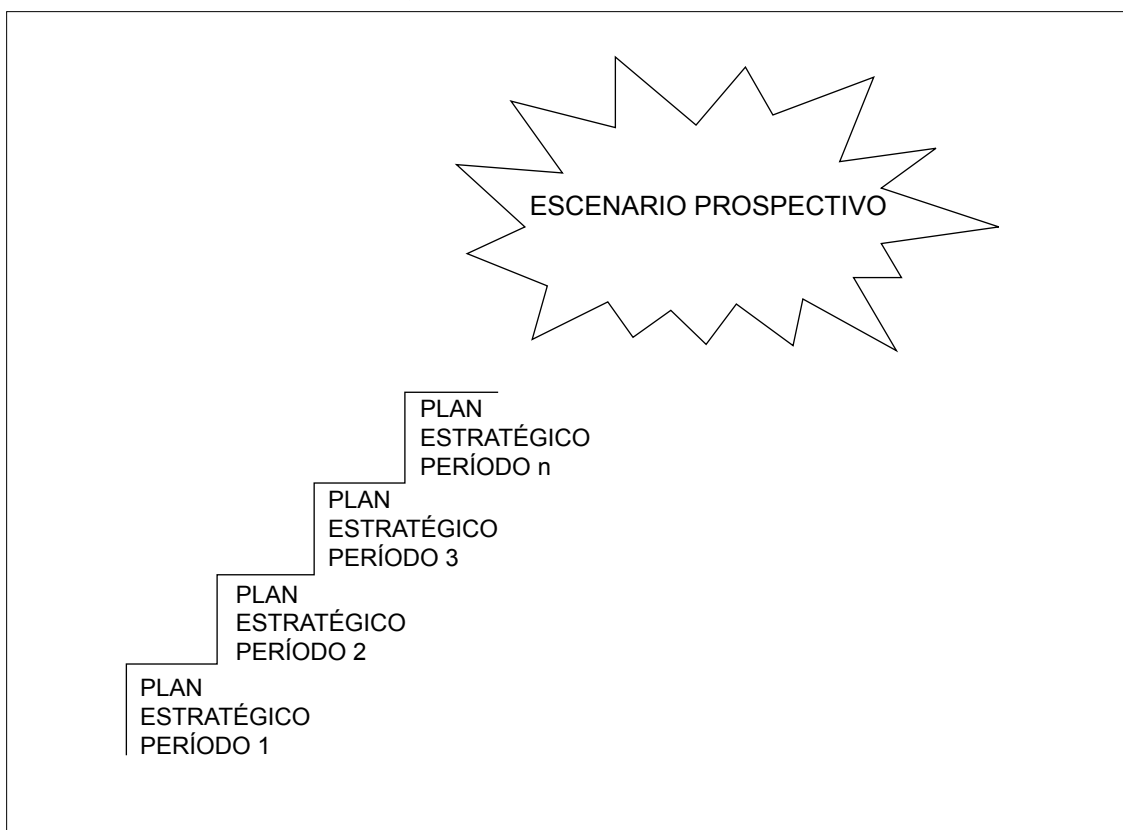 ESCENARIO PROSPECTIVO
PLAN
ESTRATÉGICO
PERÍODO n
PLAN
ESTRATÉGICO
PERÍODO 3
PLAN
ESTRATÉGICO
PERÍODO 2
PLAN
ESTRATÉGICO
PERÍODO 1